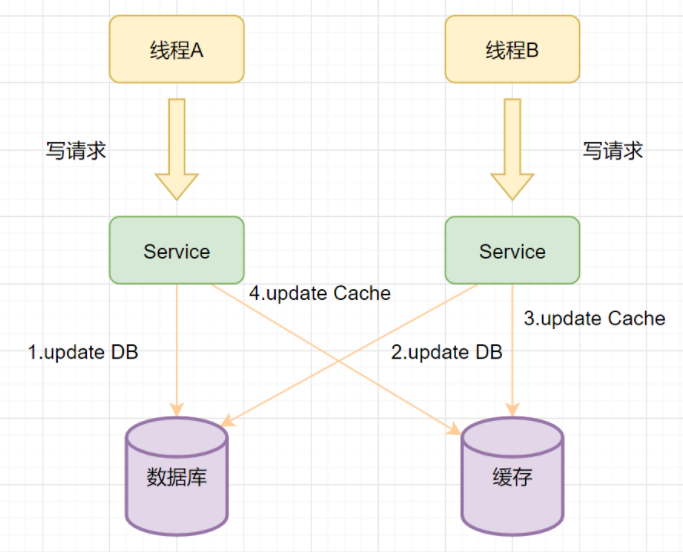 线程A
线程B
写请求
写请求
Service
Service
4.update Cache
3.update Cache
1.update DB
2.update DB
数据库
缓存